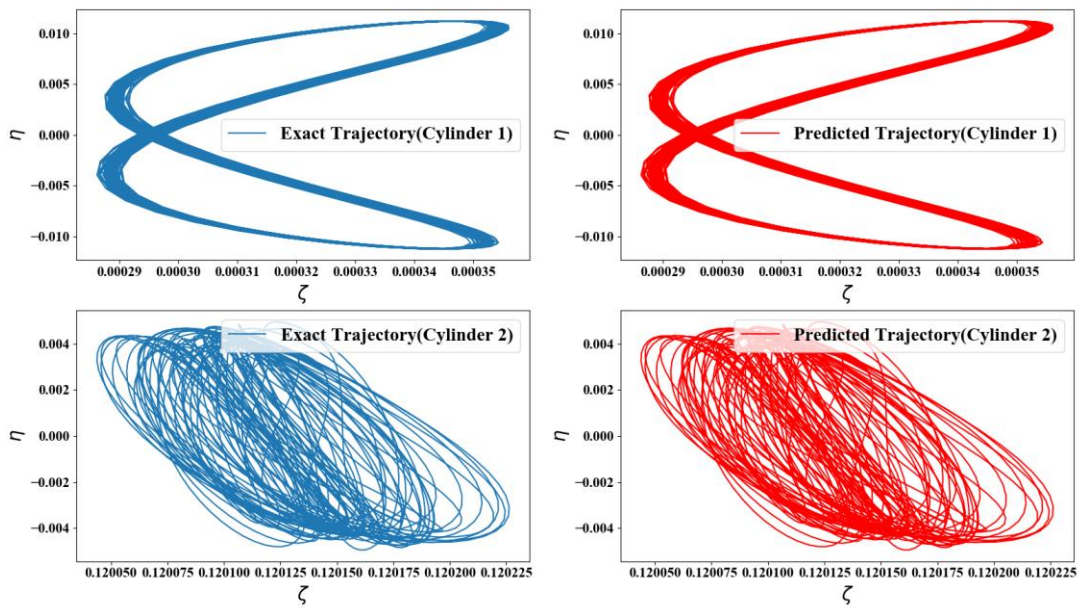 0.010
0.005
0.000
−0.005
−0.010
η
Exact Trajectory(Cylinder 1)
0.00029 0.00030 0.00031 0.00032 0.00033 0.00034 0.00035
ζ
0.010
0.005
0.000
−0.005
−0.010
η
Predicted Trajectory(Cylinder 1)
0.00029 0.00030 0.00031 0.00032 0.00033 0.00034 0.00035
ζ
0.004
0.002
0.000
−0.002
−0.004
η
Exact Trajectory(Cylinder 2)
0.120050 0.120075 0.120100 0.120125 0.120150 0.120175 0.120200 0.120225
ζ
0.004
0.002
0.000
−0.002
−0.004
η
Predicted Trajectory(Cylinder 2)
0.120050 0.120075 0.120100 0.120125 0.120150 0.120175 0.120200 0.120225
ζ